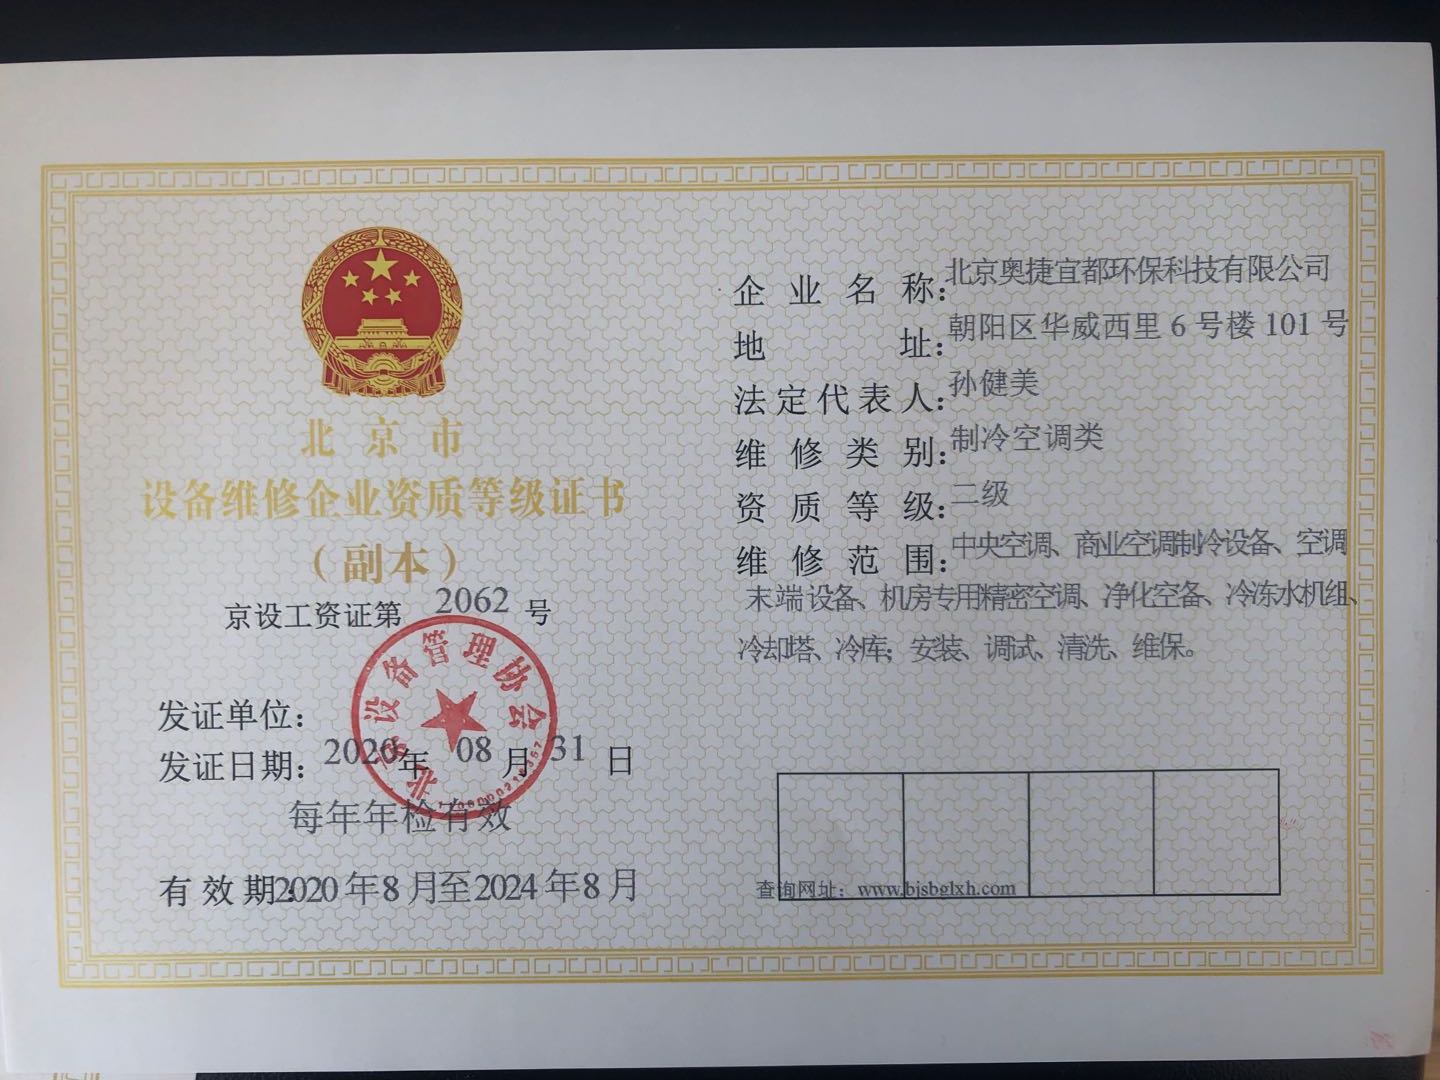 北京市
设备维修企业资质等级证书
（副本）
京设工资证第 2062 号
发证单位：
北京设备管理协会
发证日期：2020年 08 月 31 日
每年年检有效
有效期：2020年8月至2024年8月
企业名称：北京奥捷宜都环保科技有限公司
地址：朝阳区华威西里6号楼101号
法定代表人：孙健美
维修类别：制冷空调类
资质等级：二级
维修范围：中央空调、商业空调制冷设备、空调
末端设备、机房专用精密空调、净化空备、冷冻水机组、
冷却塔、冷库；安装、调试、清洗、维保。
查询网址：www.bjsbglxh.com